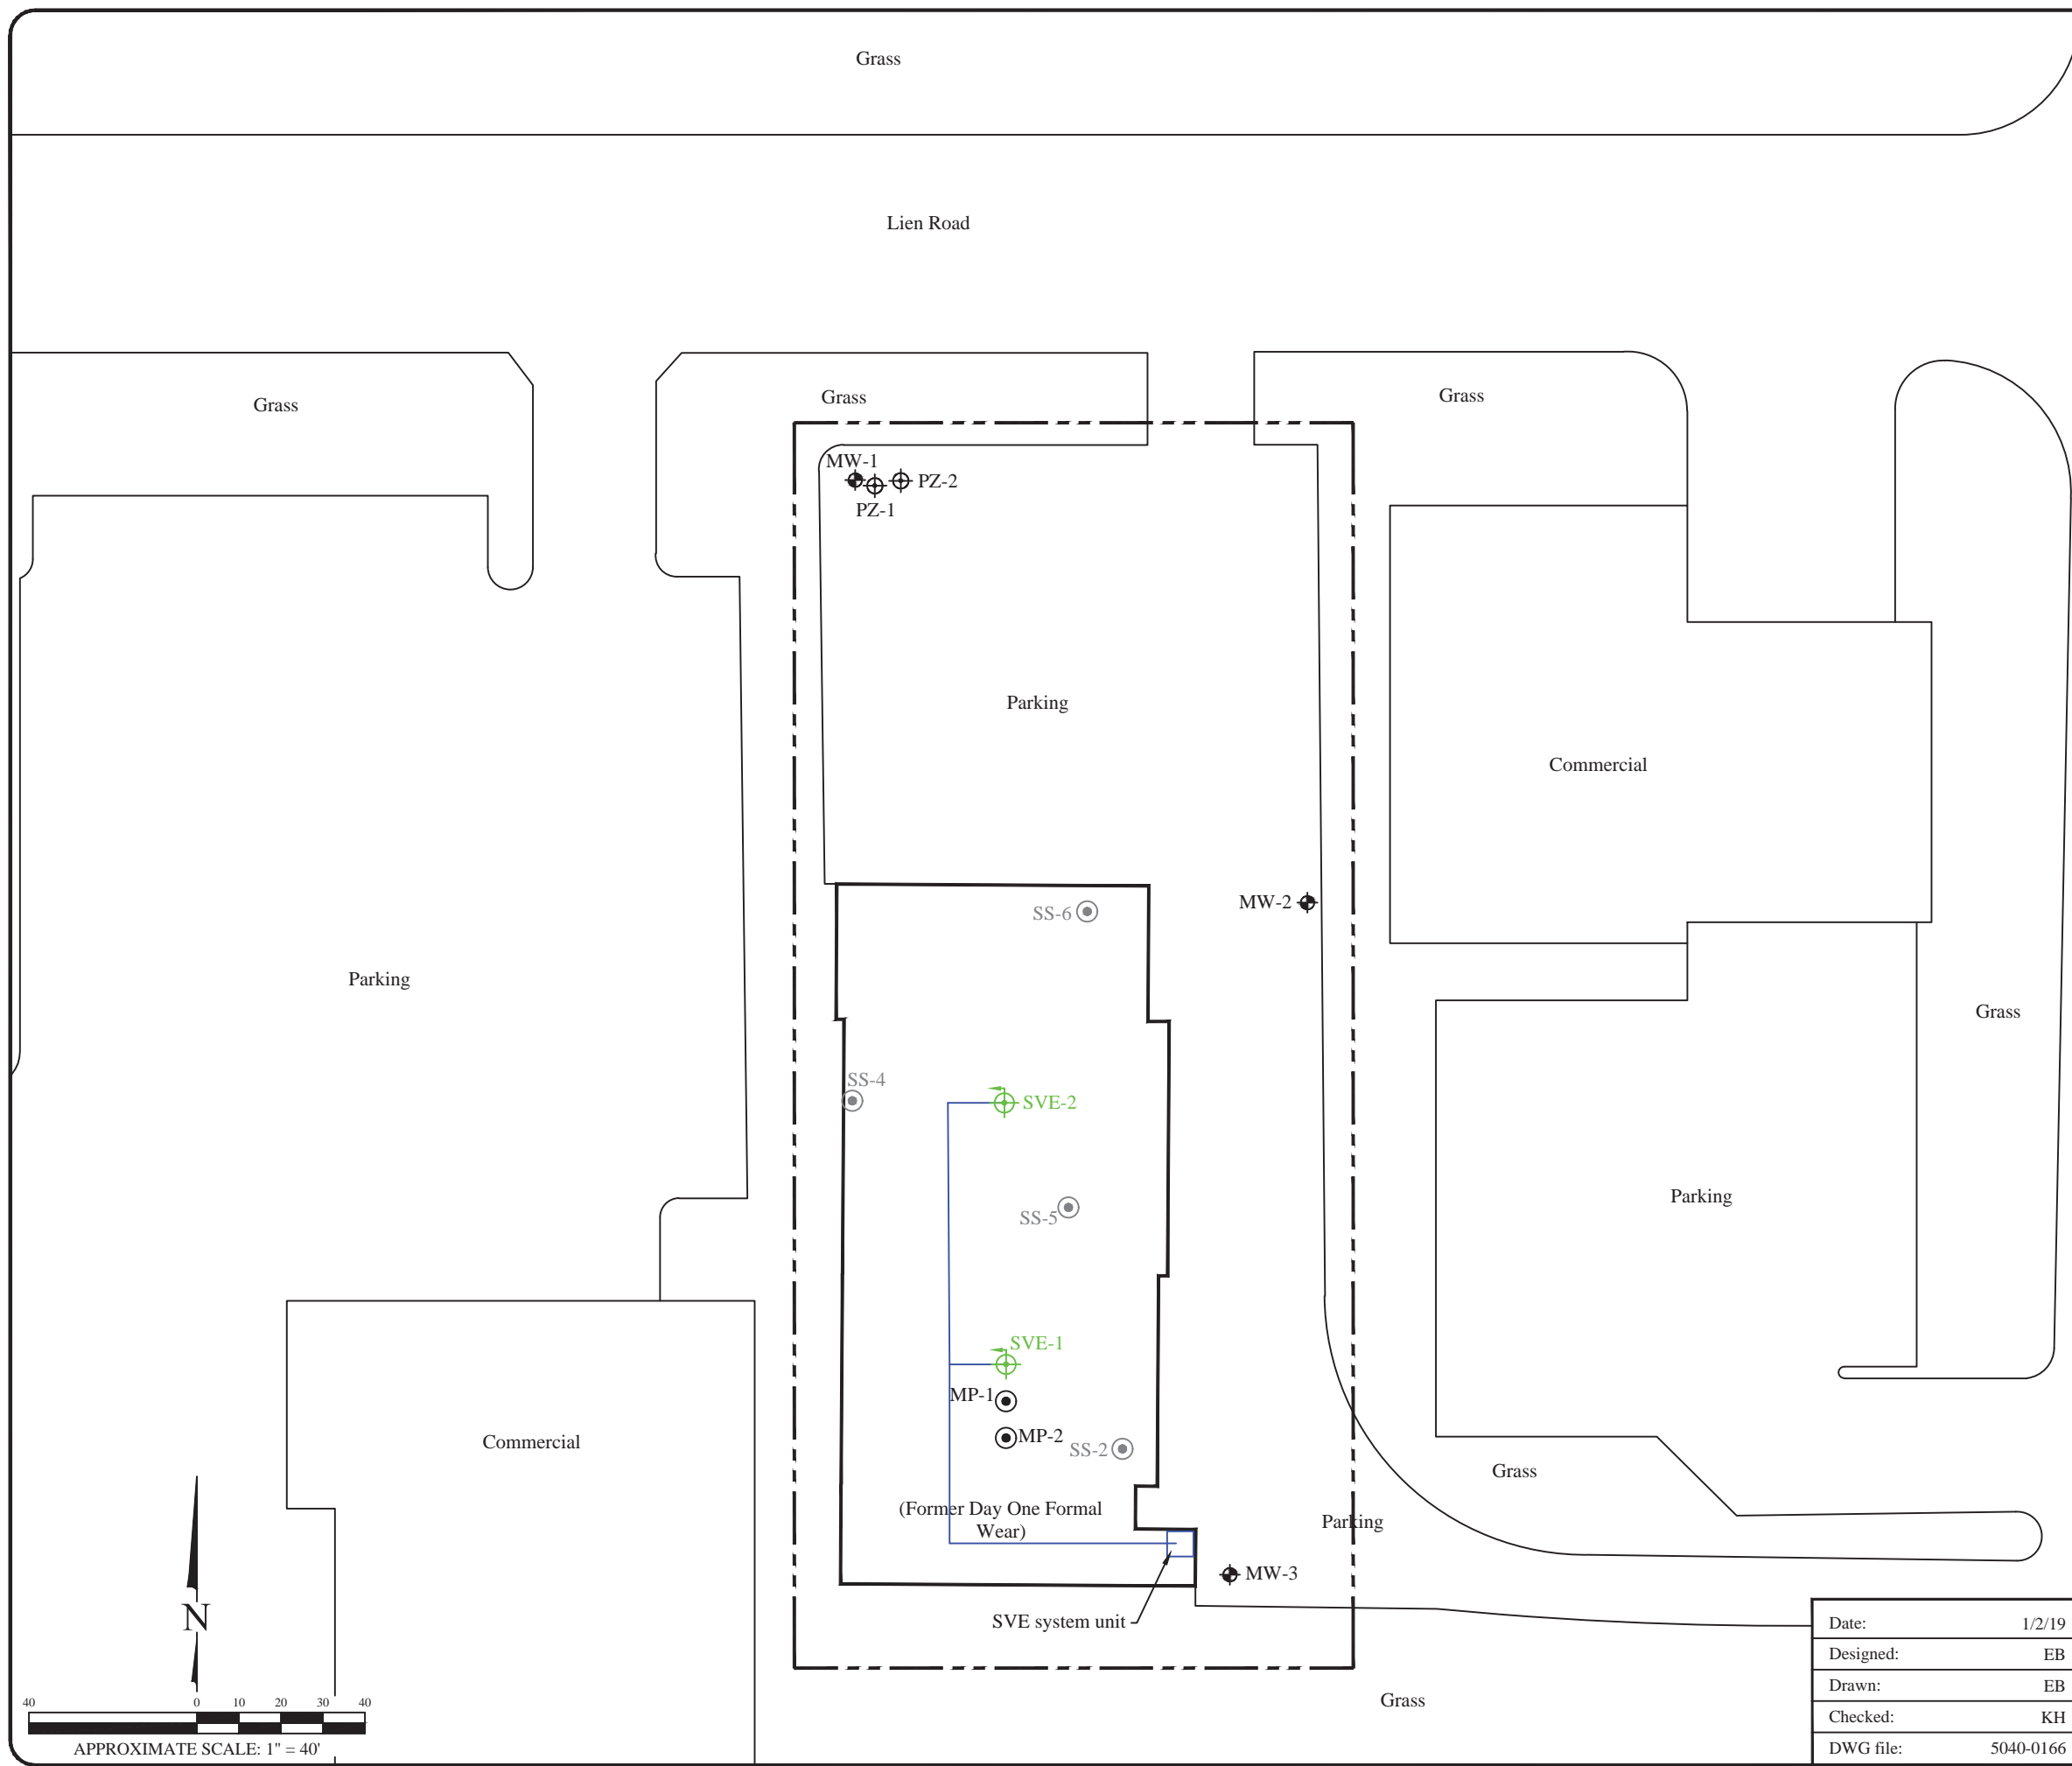 Grass
Lien Road
Grass
Grass
Grass
MW-1
PZ-2
PZ-1
Parking
Commercial
MW-2
SS-6
Parking
Grass
SS-4
SVE-2
Parking
SS-5
SVE-1
MP-1
MP-2
SS-2
Commercial
Grass
(Former Day One Formal
Wear)
Parking
MW-3
N
SVE system unit
Grass
40 0 10 20 30 40
APPROXIMATE SCALE: 1" = 40'
Date: 1/2/19
Designed: EB
Drawn: EB
Checked: KH
DWG file: 5040-0166